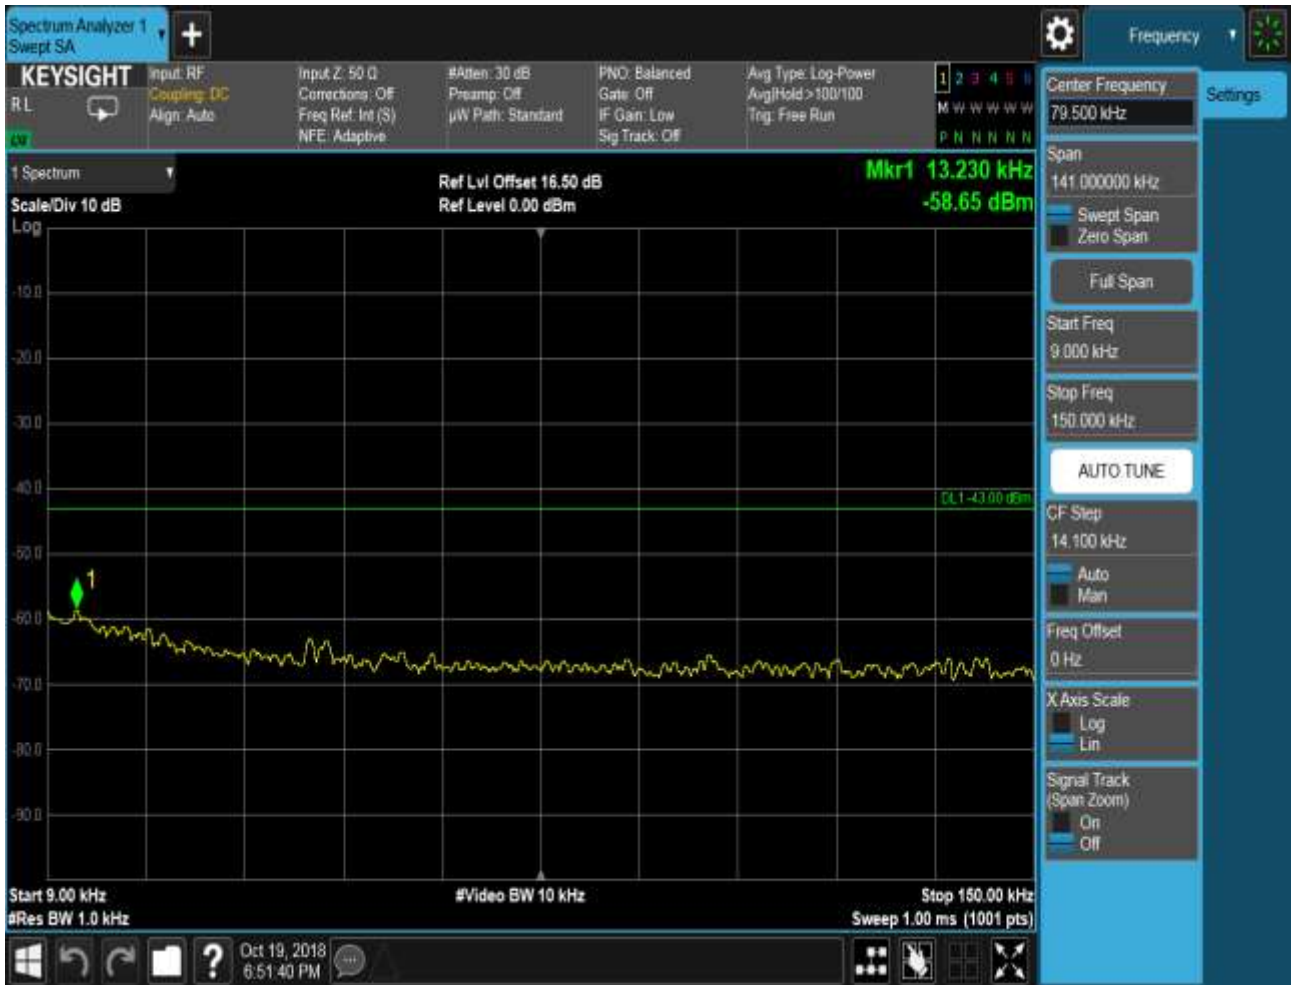 Spectrum Analyzer 1
Swept SA
+
Frequency
KEYSIGHT
RL
Input: RF
Coupling: DC
Align: Auto
Input Z: 50 Ω
Corrections: Off
Freq Ref: Int (S)
NFE: Adaptive
#Atten: 30 dB
Preamp: Off
µW Path: Standard
PNO: Balanced
Gate: Off
IF Gain: Low
Sig Track: Off
Avg Type: Log-Power
Avg|Hold:>100/100
Trig: Free Run
1 2 3 4 5 6
M W W W W W
P N N N N N
1 Spectrum
Scale/Div 10 dB
Log
Ref Lvl Offset 16.50 dB
Ref Level 0.00 dBm
Mkr1 13.230 kHz
-58.65 dBm
-10.0
-20.0
-30.0
-40.0
DL1 -43.00 dBm
-50.0
1
-60.0
-70.0
-80.0
-90.0
Start 9.00 kHz
#Res BW 1.0 kHz
#Video BW 10 kHz
Stop 150.00 kHz
Sweep 1.00 ms (1001 pts)
Center Frequency
79.500 kHz
Settings
Span
141.000000 kHz
Swept Span
Zero Span
Full Span
Start Freq
9.000 kHz
Stop Freq
150.000 kHz
AUTO TUNE
CF Step
14.100 kHz
Auto
Man
Freq Offset
0 Hz
X Axis Scale
Log
Lin
Signal Track
(Span Zoom)
On
Off
?
Oct 19, 2018
6:51:40 PM